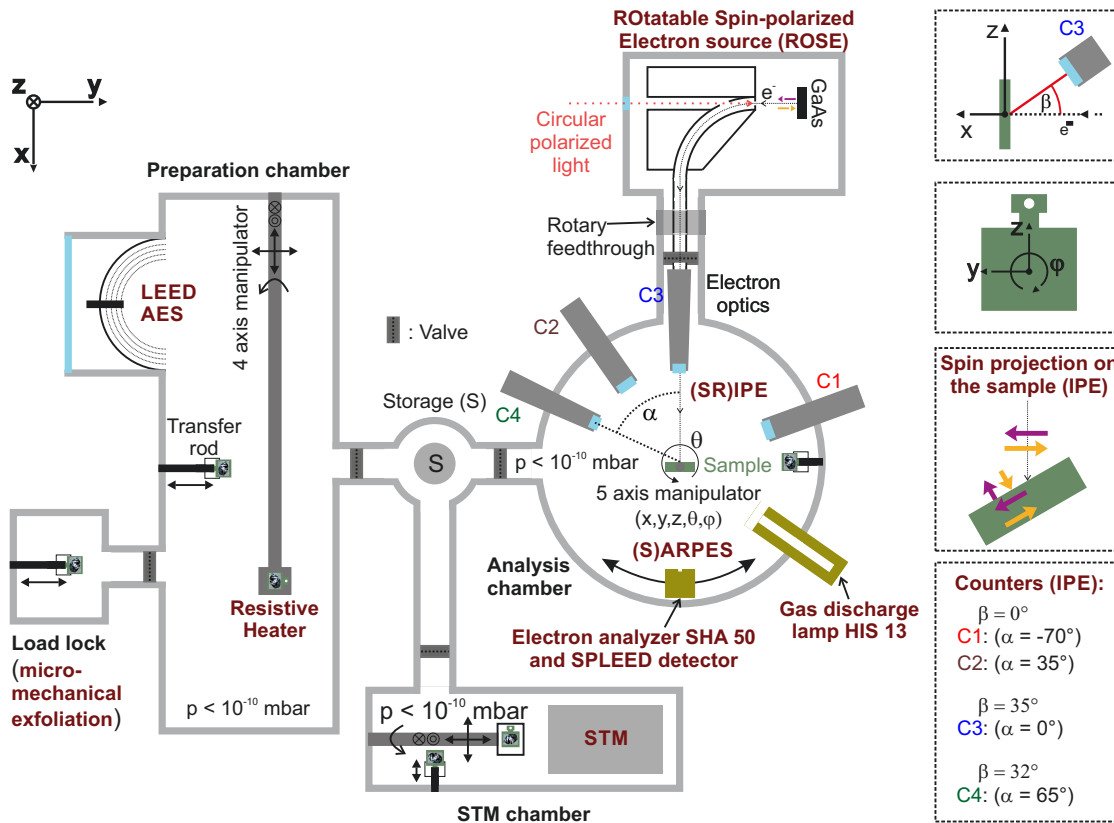 ROtatable Spin-polarized
Electron source (ROSE)
z
y
x
e-
GaAs
Circular
polarized
light
Preparation chamber
Rotary
feedthrough
4 axis manipulator
LEED
AES
C3
Electron
optics
C2
: Valve
C1
(SR)IPE
C4
α
Storage (S)
Transfer
rod
θ
S
p < 10-10 mbar
Sample
5 axis manipulator
(x,y,z,θ,φ)
(S)ARPES
Analysis
chamber
Resistive
Heater
Gas discharge
lamp HIS 13
Electron analyzer SHA 50
and SPLEED detector
Load lock
(micro-
mechanical
exfoliation)
p < 10-10 mbar
p < 10-10 mbar
STM
STM chamber
z
C3
β
x
e-
z
y
φ
Spin projection on
the sample (IPE)
Counters (IPE):
β = 0°
C1: (α = -70°)
C2: (α = 35°)
β = 35°
C3: (α = 0°)
β = 32°
C4: (α = 65°)